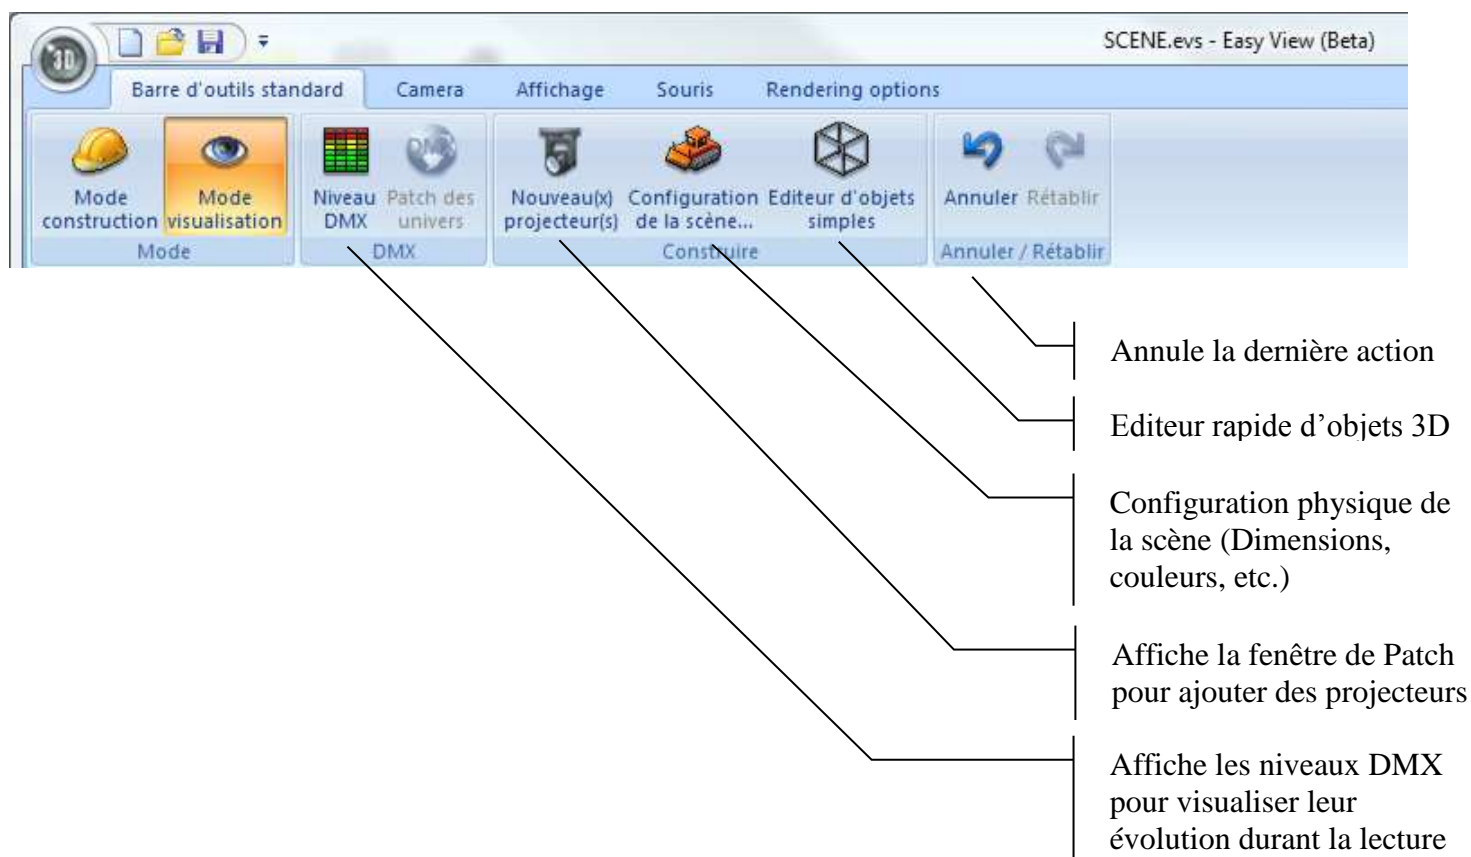 3D
SCENE.evs - Easy View (Beta)
Barre d'outils standard Camera Affichage Souris Rendering options
Mode construction
Mode visualisation
Niveau DMX
Patch des univers
Nouveau(x) projecteur(s)
Configuration de la scène...
Editeur d'objets simples
Annuler
Rétablir
Mode DMX Construire Annuler / Rétablir
Annule la dernière action
Editeur rapide d’objets 3D
Configuration physique de
la scène (Dimensions,
couleurs, etc.)
Affiche la fenêtre de Patch
pour ajouter des projecteurs
Affiche les niveaux DMX
pour visualiser leur
évolution durant la lecture